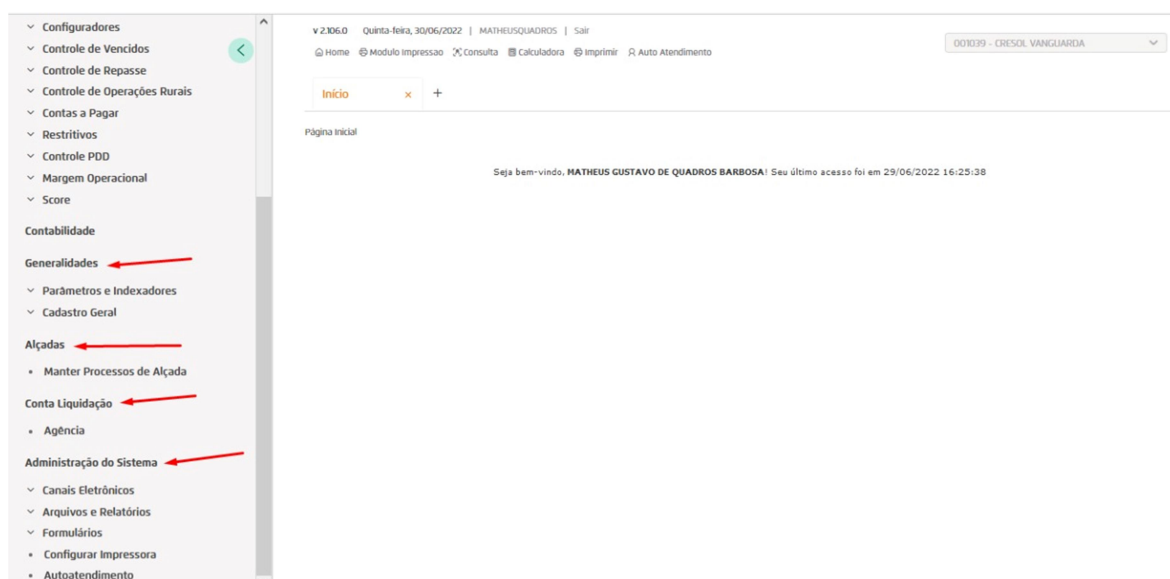 Configuradores
Controle de Vencidos
Controle de Repasse
Controle de Operações Rurais
Contas a Pagar
Restritivos
Controle PDD
Margem Operacional
Score
Contabilidade
Generalidades
Parâmetros e Indexadores
Cadastro Geral
Alçadas
Manter Processos de Alçada
Conta Liquidação
Agência
Administração do Sistema
Canais Eletrônicos
Arquivos e Relatórios
Formulários
Configurar Impressora
Autoatendimento
v 2.106.0 Quinta-feira, 30/06/2022 | MATHEUSQUADROS | Sair
Home Modulo Impressao Consulta Calculadora Imprimir Auto Atendimento
001039 - CRESOL VANGUARDA
Início × +
Página Inicial
Seja bem-vindo, MATHEUS GUSTAVO DE QUADROS BARBOSA! Seu último acesso foi em 29/06/2022 16:25:38